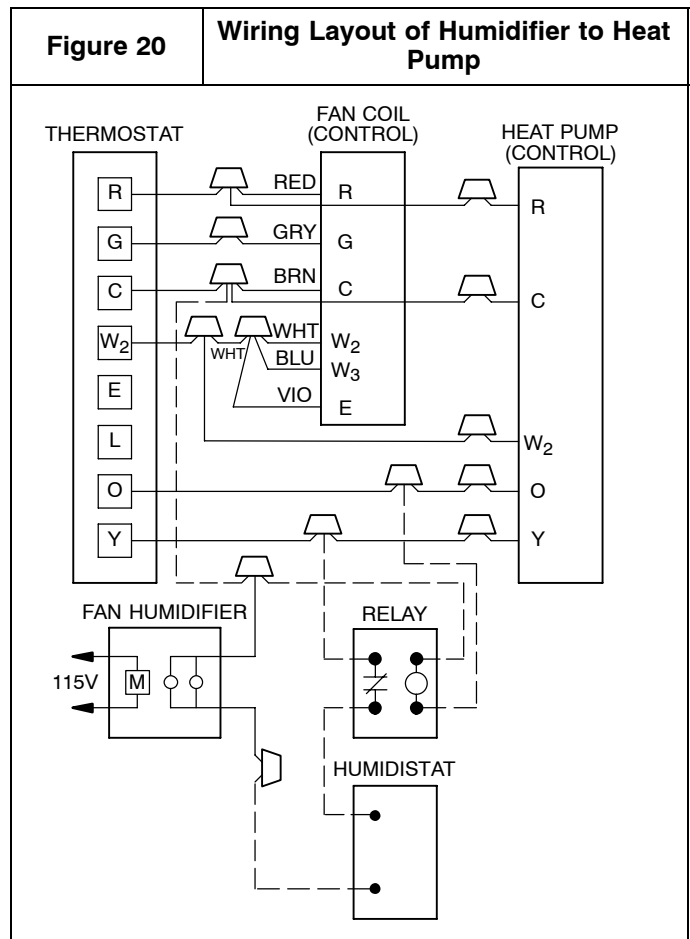 Figure 20
Wiring Layout of Humidifier to Heat
Pump
THERMOSTAT
FAN COIL
(CONTROL)
HEAT PUMP
(CONTROL)
R
RED
R
R
G
GRY
G
C
BRN
C
C
W2
WHT
WHT
W2
BLU
W3
E
VIO
E
L
W2
O
O
Y
Y
FAN HUMIDIFIER
RELAY
115V
M
HUMIDISTAT